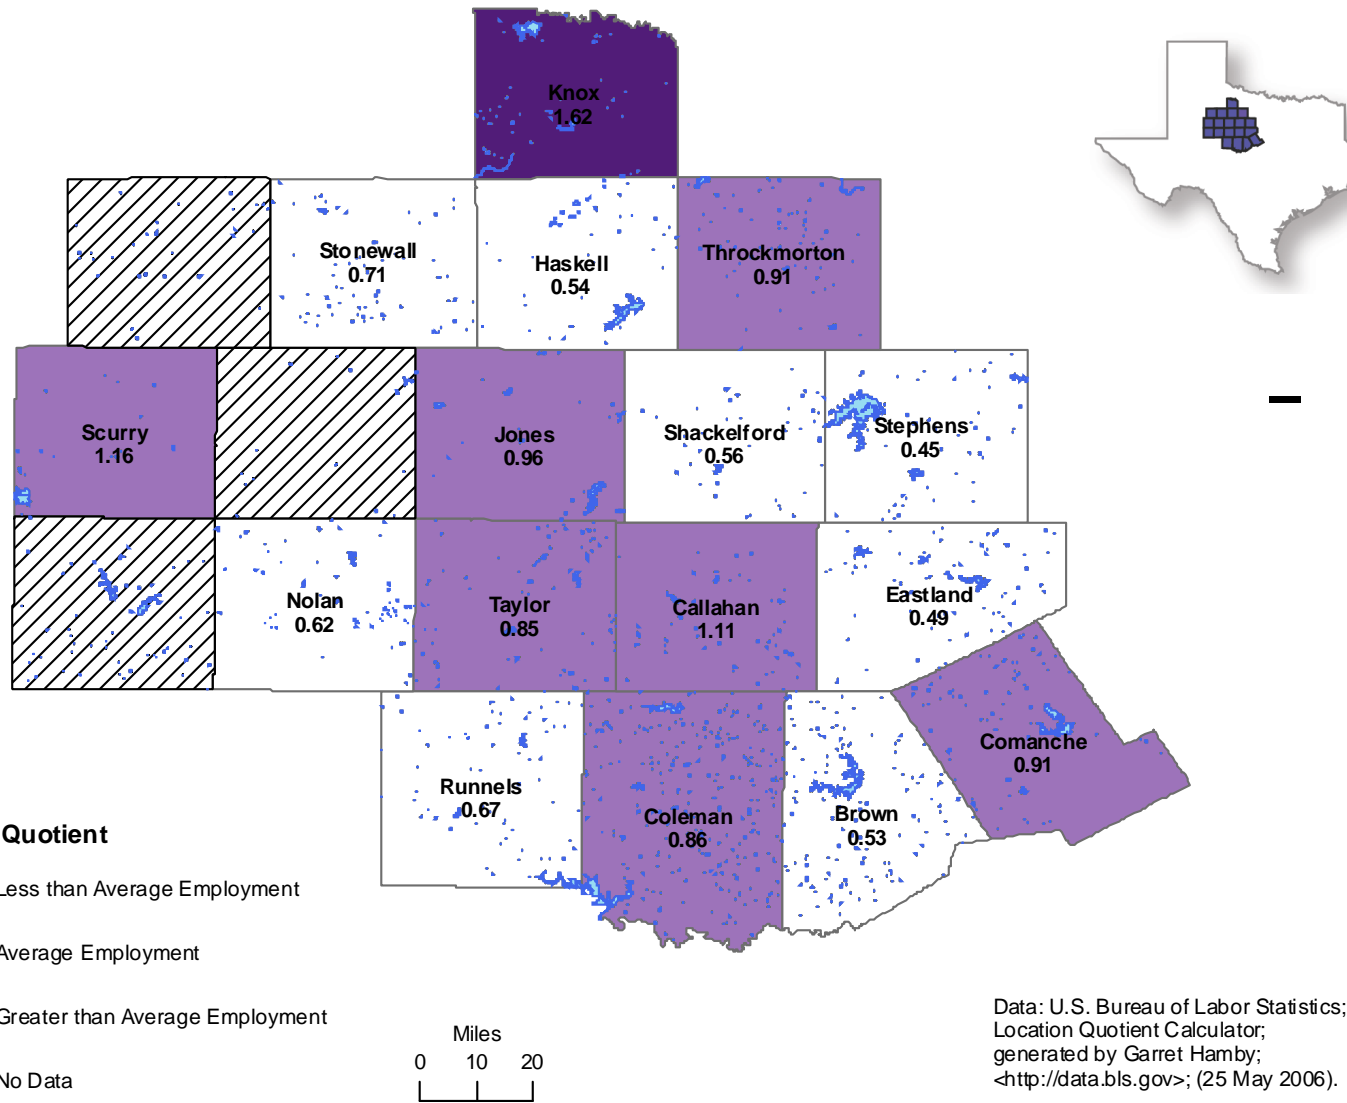 Knox
1.62
Stonewall
0.71
Haskell
0.54
Throckmorton
0.91
Scurry
1.16
Jones
0.96
Shackelford
0.56
Stephens
0.45
Nolan
0.62
Taylor
0.85
Callahan
1.11
Eastland
0.49
Comanche
0.91
Runnels
0.67
Coleman
0.86
Brown
0.53
Quotient
Less than Average Employment
Average Employment
Greater than Average Employment
No Data
Miles
0 10 20
Data: U.S. Bureau of Labor Statistics;
Location Quotient Calculator;
generated by Garret Hamby;
<http://data.bls.gov>; (25 May 2006).